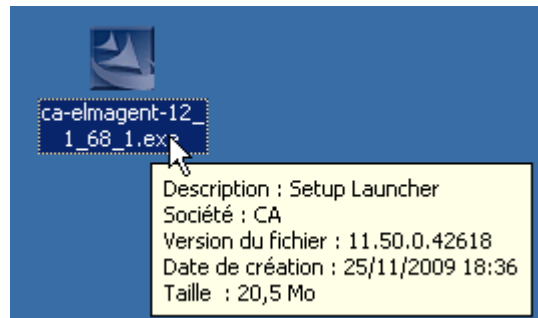 ca-elmagent-12_
1_68_1.exe
Description : Setup Launcher
Société : CA
Version du fichier : 11.50.0.42618
Date de création : 25/11/2009 18:36
Taille : 20,5 Mo